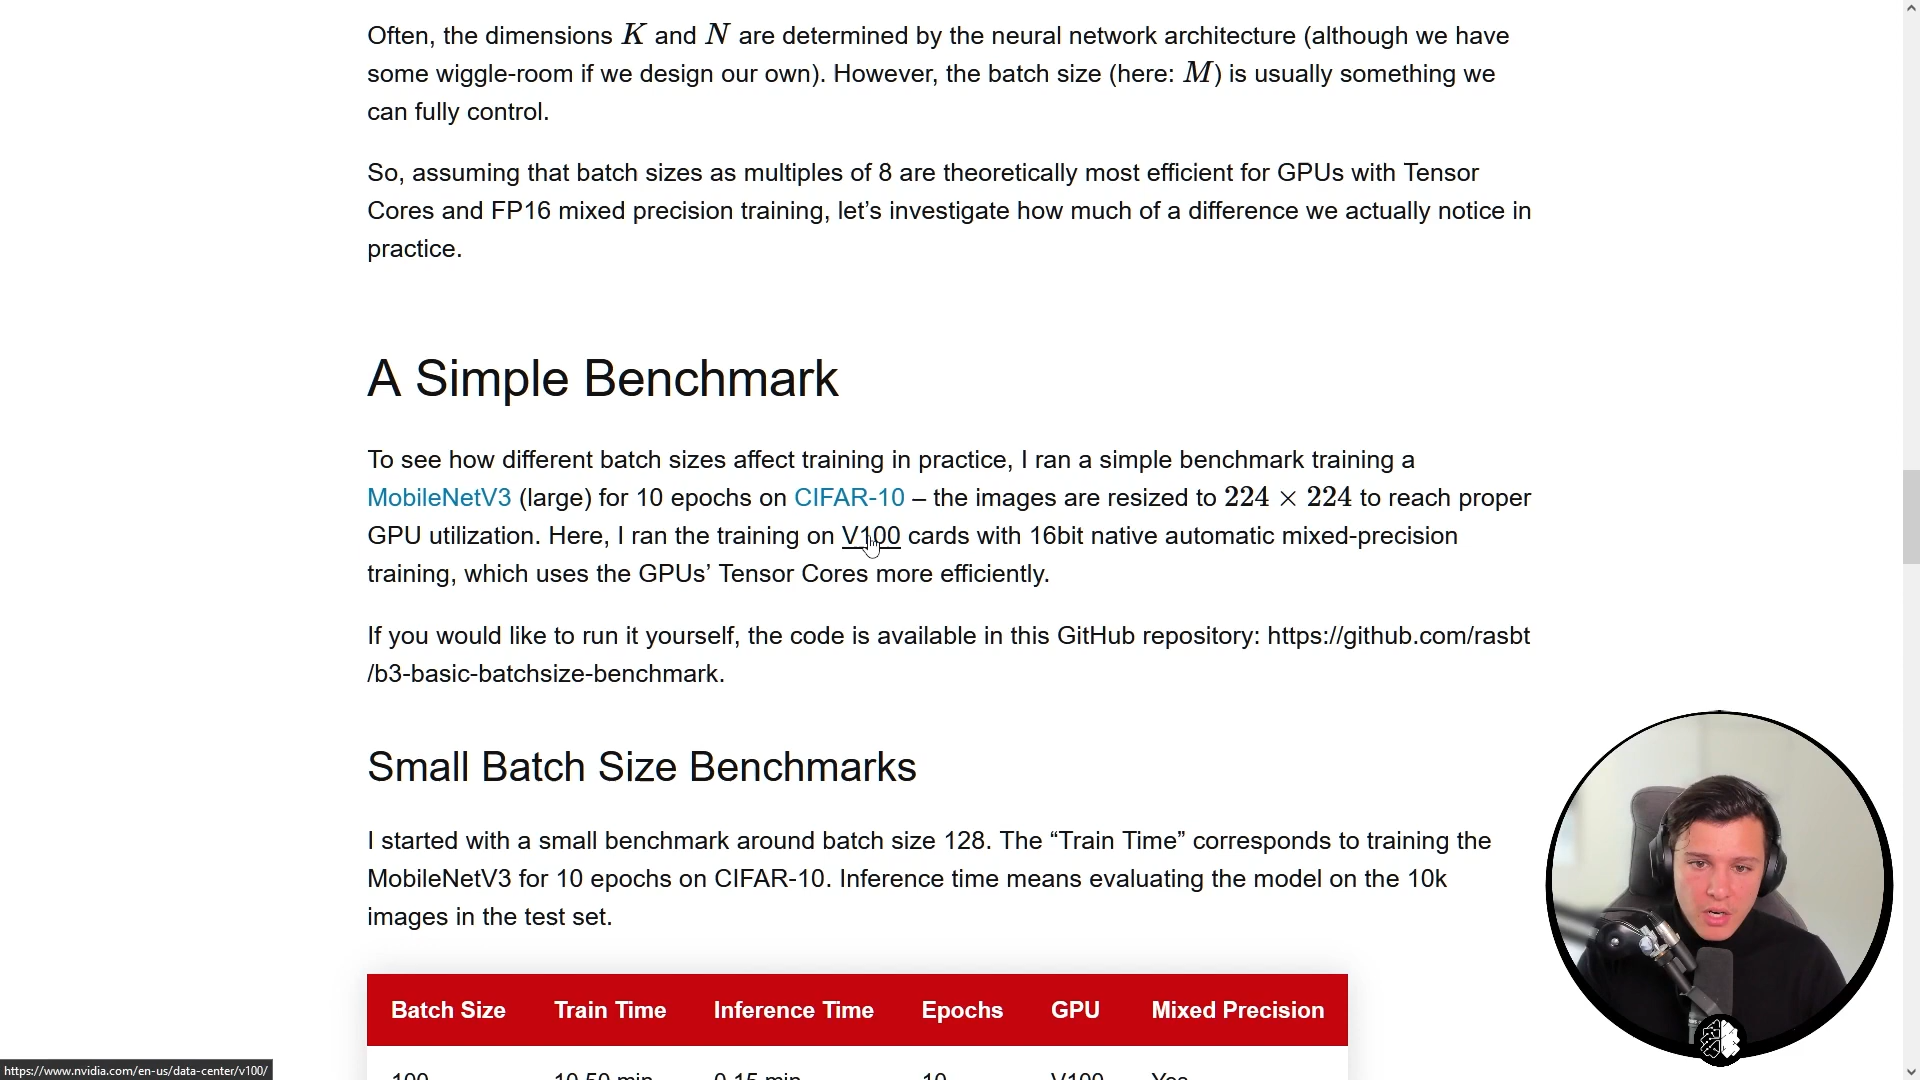 Often, the dimensions K and N are determined by the neural network architecture (although we have
some wiggle-room if we design our own). However, the batch size (here: M) is usually something we
can fully control.
So, assuming that batch sizes as multiples of 8 are theoretically most efficient for GPUs with Tensor
Cores and FP16 mixed precision training, let’s investigate how much of a difference we actually notice in
practice.
A Simple Benchmark
To see how different batch sizes affect training in practice, I ran a simple benchmark training a
MobileNetV3 (large) for 10 epochs on CIFAR-10 – the images are resized to 224 × 224 to reach proper
GPU utilization. Here, I ran the training on V100 cards with 16bit native automatic mixed-precision
training, which uses the GPUs’ Tensor Cores more efficiently.
If you would like to run it yourself, the code is available in this GitHub repository: https://github.com/rasbt
/b3-basic-batchsize-benchmark.
Small Batch Size Benchmarks
I started with a small benchmark around batch size 128. The “Train Time” corresponds to training the
MobileNetV3 for 10 epochs on CIFAR-10. Inference time means evaluating the model on the 10k
images in the test set.
Batch Size Train Time Inference Time Epochs GPU Mixed Precision
100 10.50 min 0.15 min 10 V100 Yes
https://www.nvidia.com/en-us/data-center/v100/